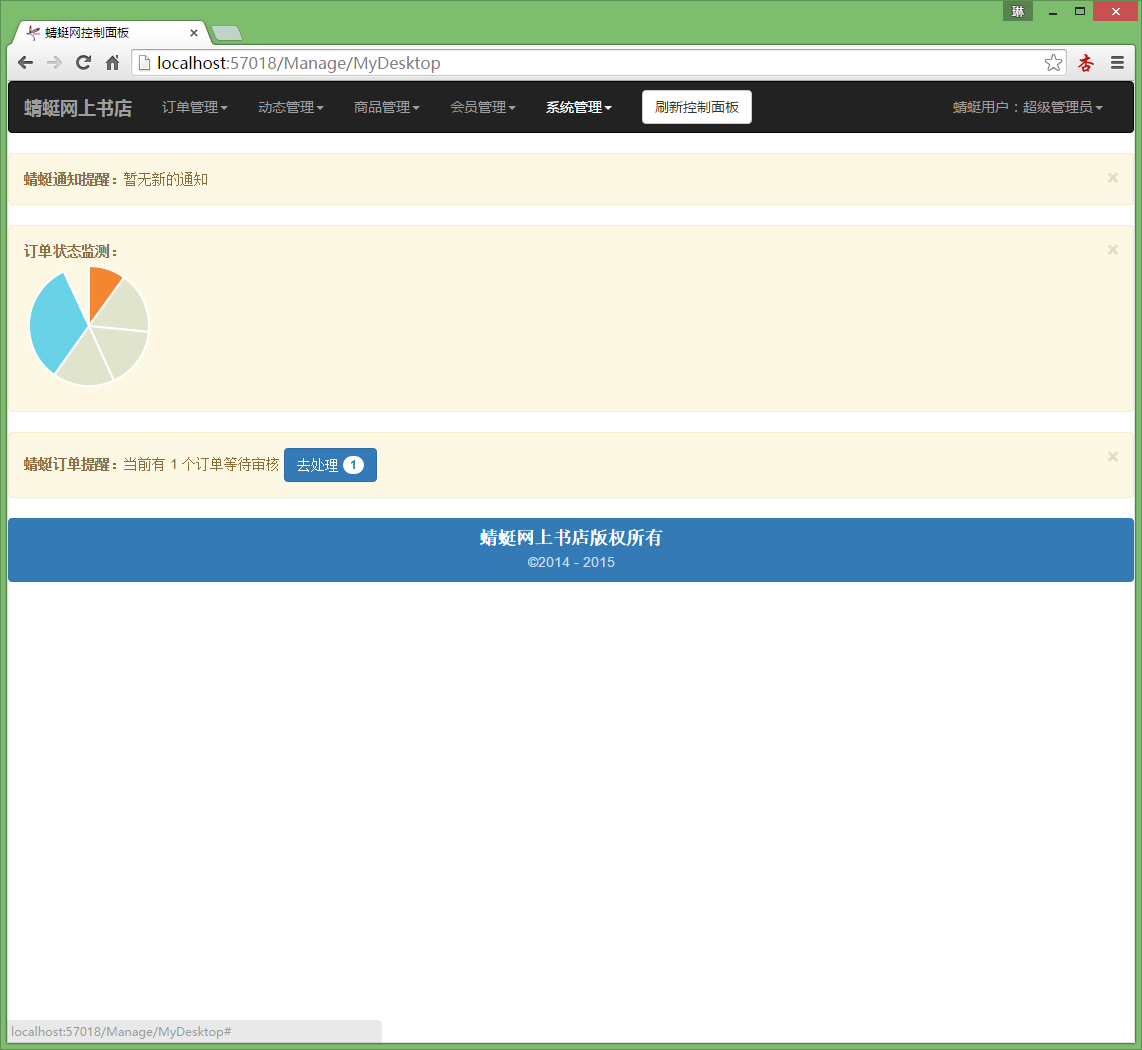 琳
蜻蜓网控制面板
localhost:57018/Manage/MyDesktop
杏
蜻蜓网上书店 订单管理 动态管理 商品管理 会员管理 系统管理 刷新控制面板 蜻蜓用户：超级管理员
蜻蜓通知提醒：暂无新的通知 ×
订单状态监测： ×
蜻蜓订单提醒：当前有 1 个订单等待审核 去处理 1 ×
蜻蜓网上书店版权所有
©2014 - 2015
localhost:57018/Manage/MyDesktop#